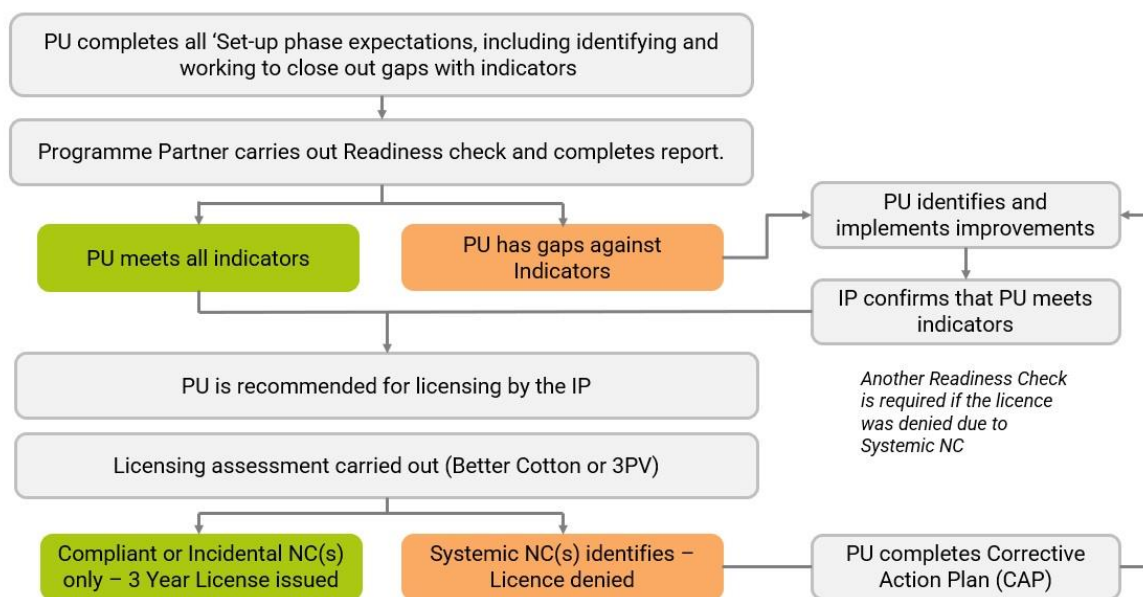 PU completes all ‘Set-up phase expectations, including identifying and
working to close out gaps with indicators
Programme Partner carries out Readiness check and completes report.
PU meets all indicators
PU has gaps against
Indicators
PU identifies and
implements improvements
IP confirms that PU meets
indicators
PU is recommended for licensing by the IP
Another Readiness Check
is required if the licence
was denied due to
Systemic NC
Licensing assessment carried out (Better Cotton or 3PV)
Compliant or Incidental NC(s)
only – 3 Year License issued
Systemic NC(s) identifies –
Licence denied
PU completes Corrective
Action Plan (CAP)